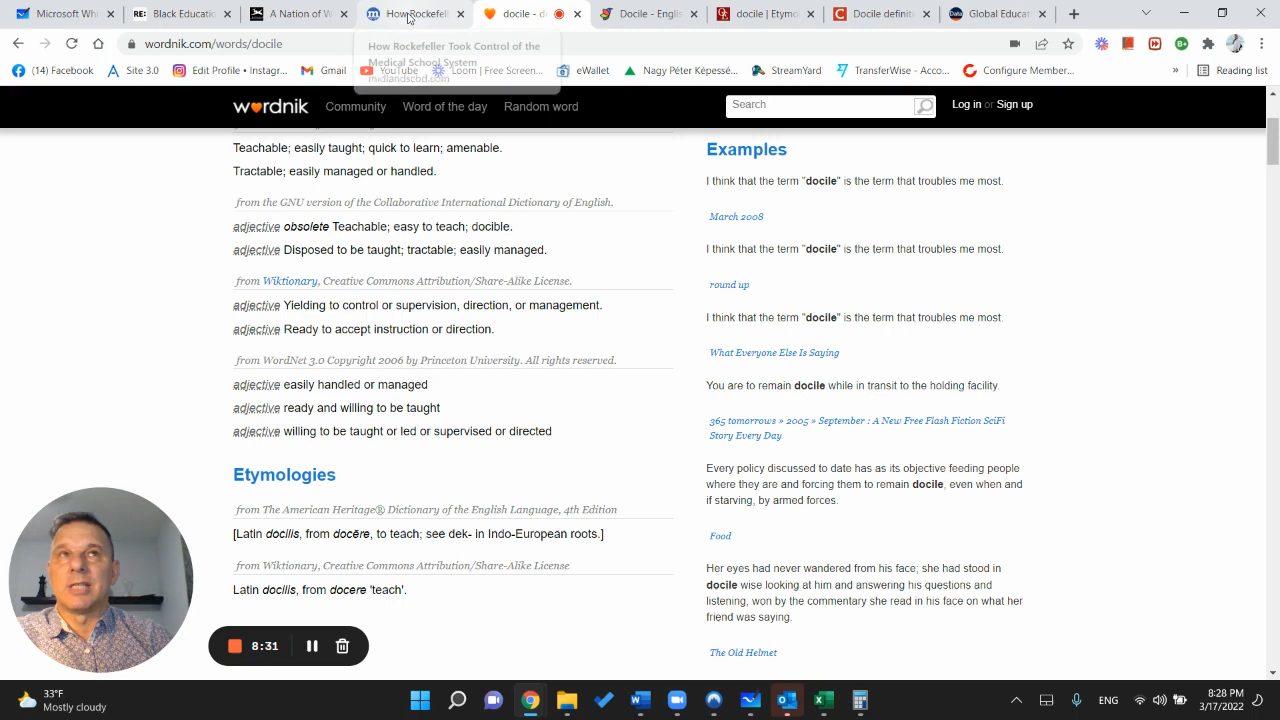 Microsoft Wh
RE: Black Education
A Nation of W
How Rockefell
docile - d
Docile - Engli
docile | Etymo
Docile definiti
Global Educat
wordnik.com/words/docile
How Rockefeller Took Control of the
Medical School System
midlandscbd.com
(14) Facebook
Site 3.0
Edit Profile • Instagr...
Gmail
YouTube
Loom | Free Screen...
eWallet
Nagy Péter Képessé...
StreamYard
TransferWise - Acco...
Configure Memory...
Reading list
wordnik
Community
Word of the day
Random word
Search
Log in or Sign up
Teachable; easily taught; quick to learn; amenable.
Tractable; easily managed or handled.
from the GNU version of the Collaborative International Dictionary of English.
adjective obsolete Teachable; easy to teach; docible.
adjective Disposed to be taught; tractable; easily managed.
from Wiktionary, Creative Commons Attribution/Share-Alike License.
adjective Yielding to control or supervision, direction, or management.
adjective Ready to accept instruction or direction.
from WordNet 3.0 Copyright 2006 by Princeton University. All rights reserved.
adjective easily handled or managed
adjective ready and willing to be taught
adjective willing to be taught or led or supervised or directed
Etymologies
from The American Heritage® Dictionary of the English Language, 4th Edition
[Latin docilis, from docēre, to teach; see dek- in Indo-European roots.]
from Wiktionary, Creative Commons Attribution/Share-Alike License
Latin docilis, from docere 'teach'.
Examples
I think that the term "docile" is the term that troubles me most.
March 2008
I think that the term "docile" is the term that troubles me most.
round up
I think that the term "docile" is the term that troubles me most.
What Everyone Else Is Saying
You are to remain docile while in transit to the holding facility.
365 tomorrows » 2005 » September : A New Free Flash Fiction SciFi
Story Every Day
Every policy discussed to date has as its objective feeding people
where they are and forcing them to remain docile, even when and
if starving, by armed forces.
Food
Her eyes had never wandered from his face; she had stood in
docile wise looking at him and answering his questions and
listening, won by the commentary she read in his face on what her
friend was saying.
The Old Helmet
8:31
33°F
Mostly cloudy
ENG
8:28 PM
3/17/2022